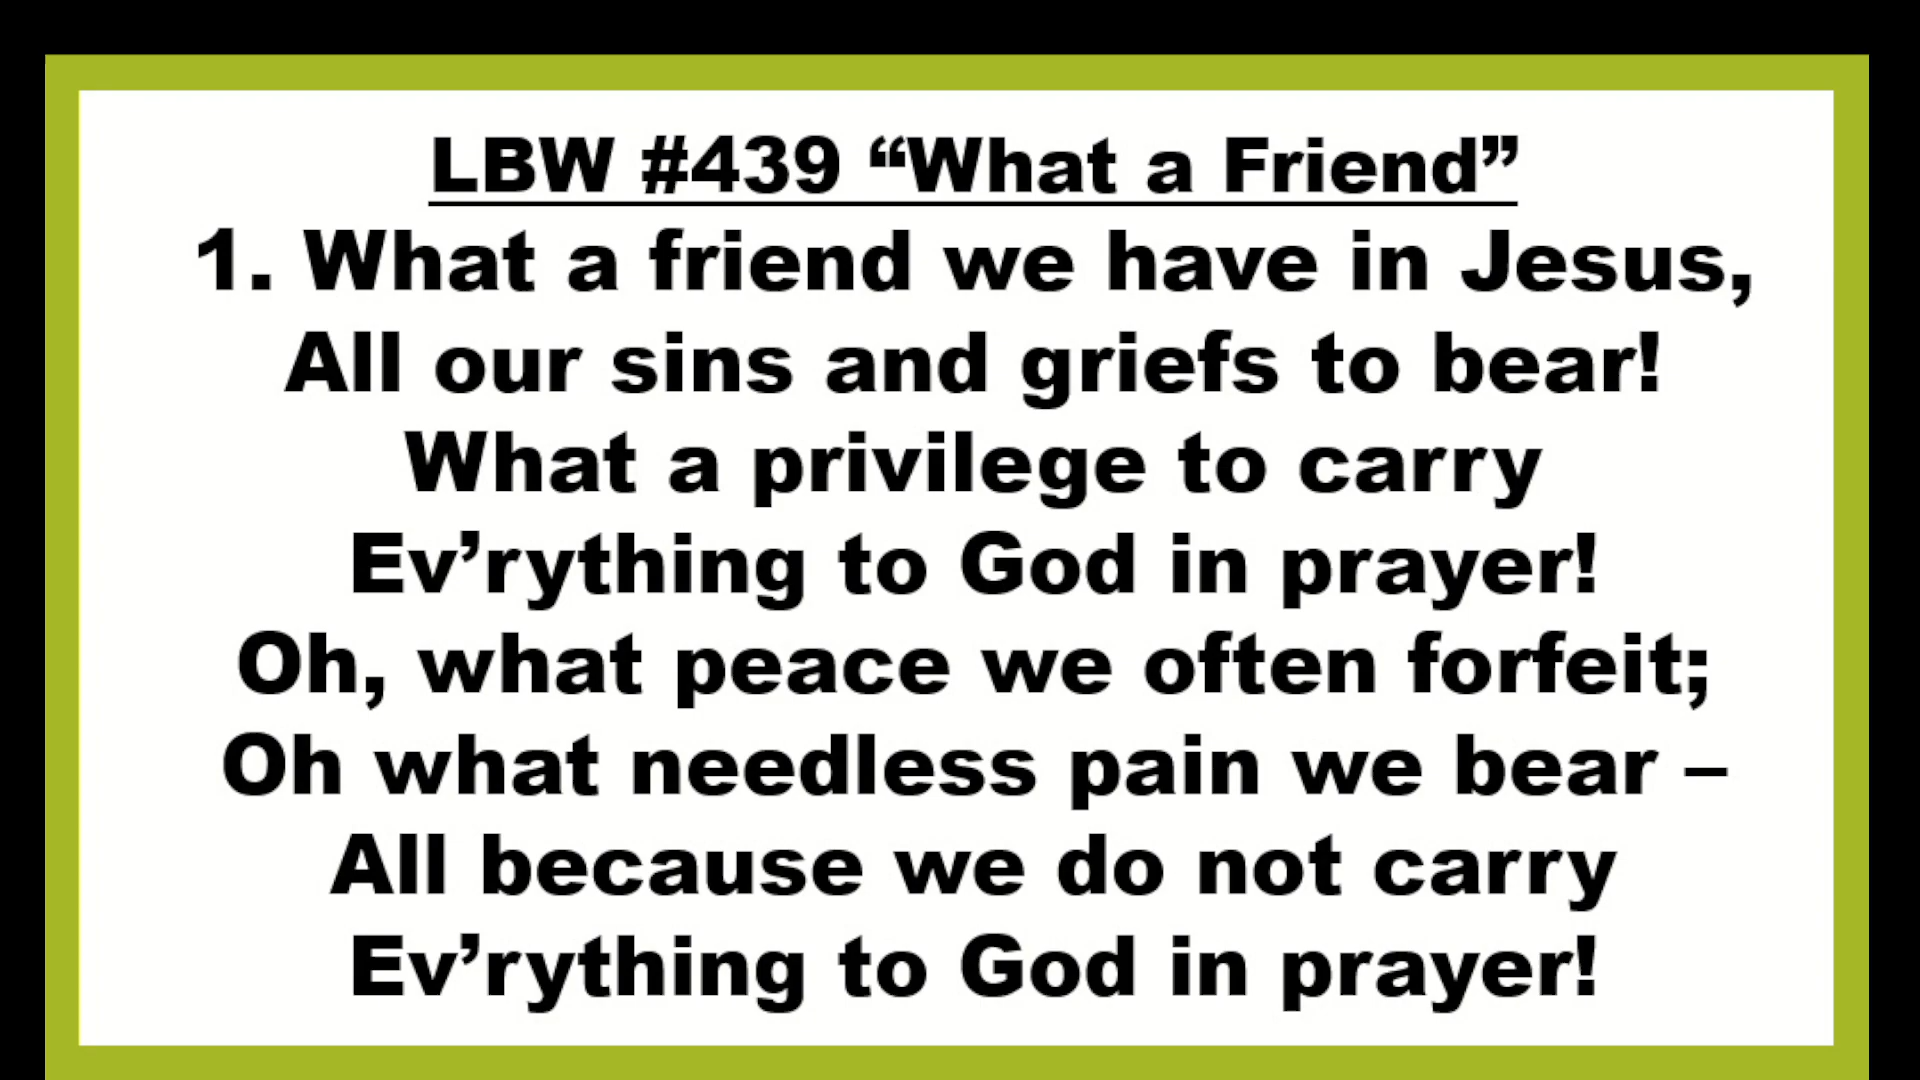 LBW #439 “What a Friend”
1. What a friend we have in Jesus,
All our sins and griefs to bear!
What a privilege to carry
Ev’rything to God in prayer!
Oh, what peace we often forfeit;
Oh what needless pain we bear –
All because we do not carry
Ev’rything to God in prayer!